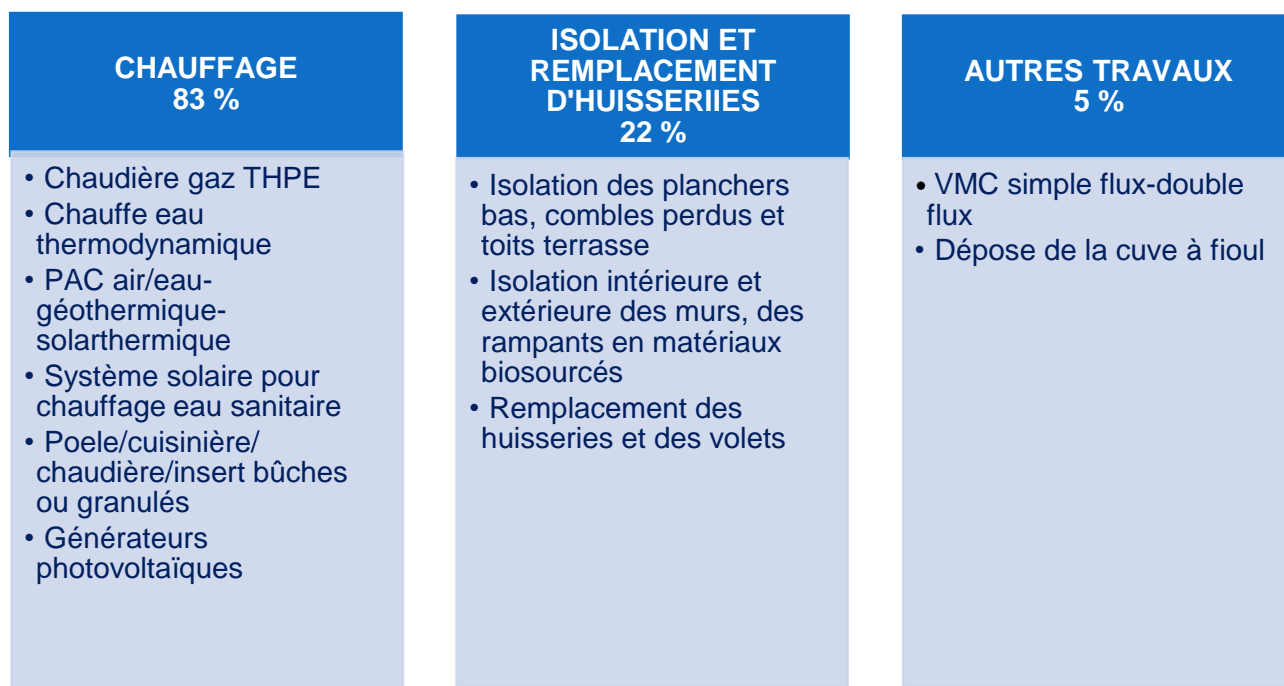 CHAUFFAGE
83 %
• Chaudière gaz THPE
• Chauffe eau
thermodynamique
• PAC air/eau-
géothermique-
solarthermique
• Système solaire pour
chauffage eau sanitaire
• Poele/cuisinière/
chaudière/insert bûches
ou granulés
• Générateurs
photovoltaïques
ISOLATION ET
REMPLACEMENT
D'HUISSERIIES
22 %
• Isolation des planchers
bas, combles perdus et
toits terrasse
• Isolation intérieure et
extérieure des murs, des
rampants en matériaux
biosourcés
• Remplacement des
huisseries et des volets
AUTRES TRAVAUX
5 %
• VMC simple flux-double
flux
• Dépose de la cuve à fioul